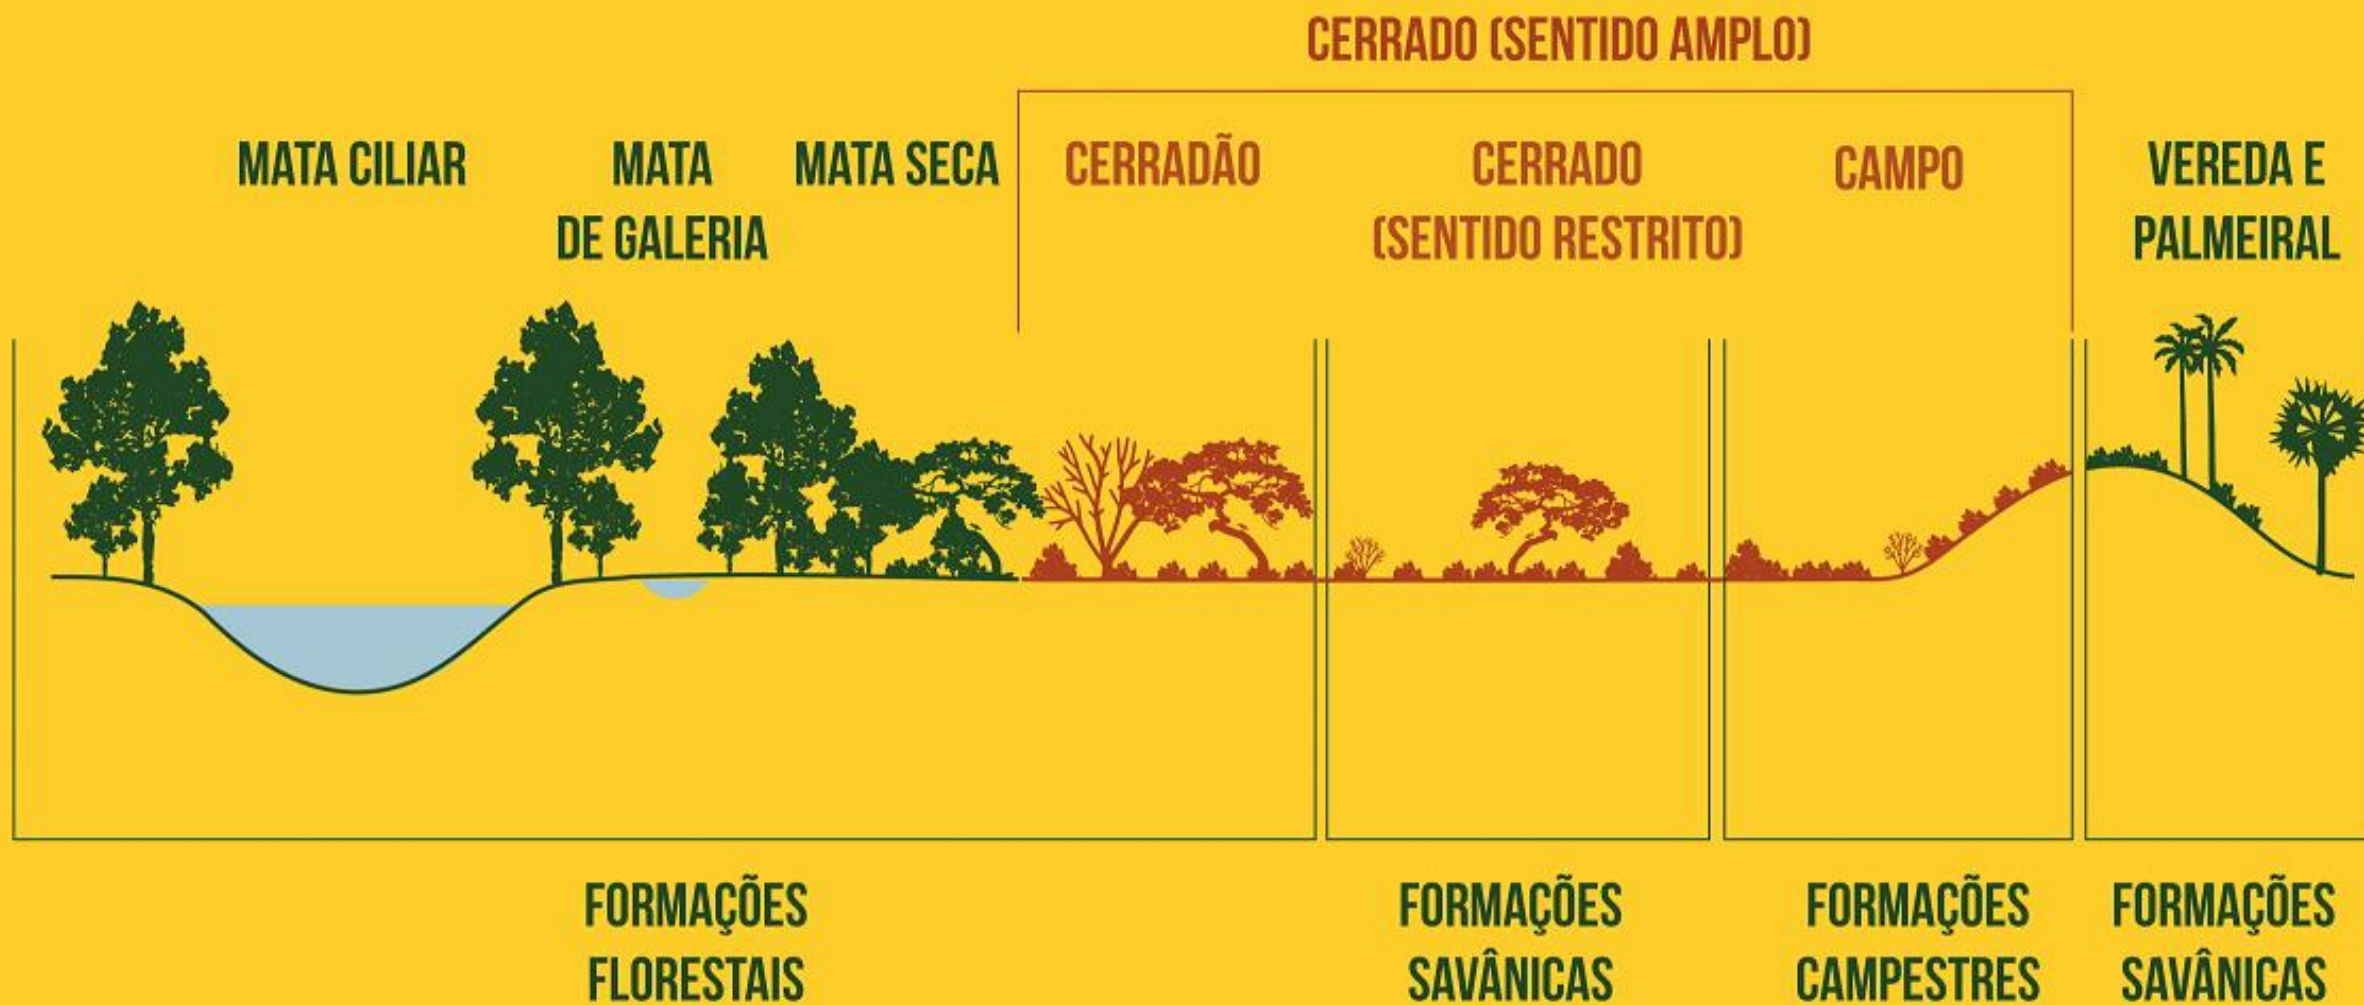 CERRADO (SENTIDO AMPLO)
MATA CILIAR
MATA
DE GALERIA
MATA SECA
CERRADÃO
CERRADO
(SENTIDO RESTRITO)
CAMPO
VEREDA E
PALMEIRAL
FORMAÇÕES
FLORESTAIS
FORMAÇÕES
SAVÂNICAS
FORMAÇÕES
CAMPESTRES
FORMAÇÕES
SAVÂNICAS